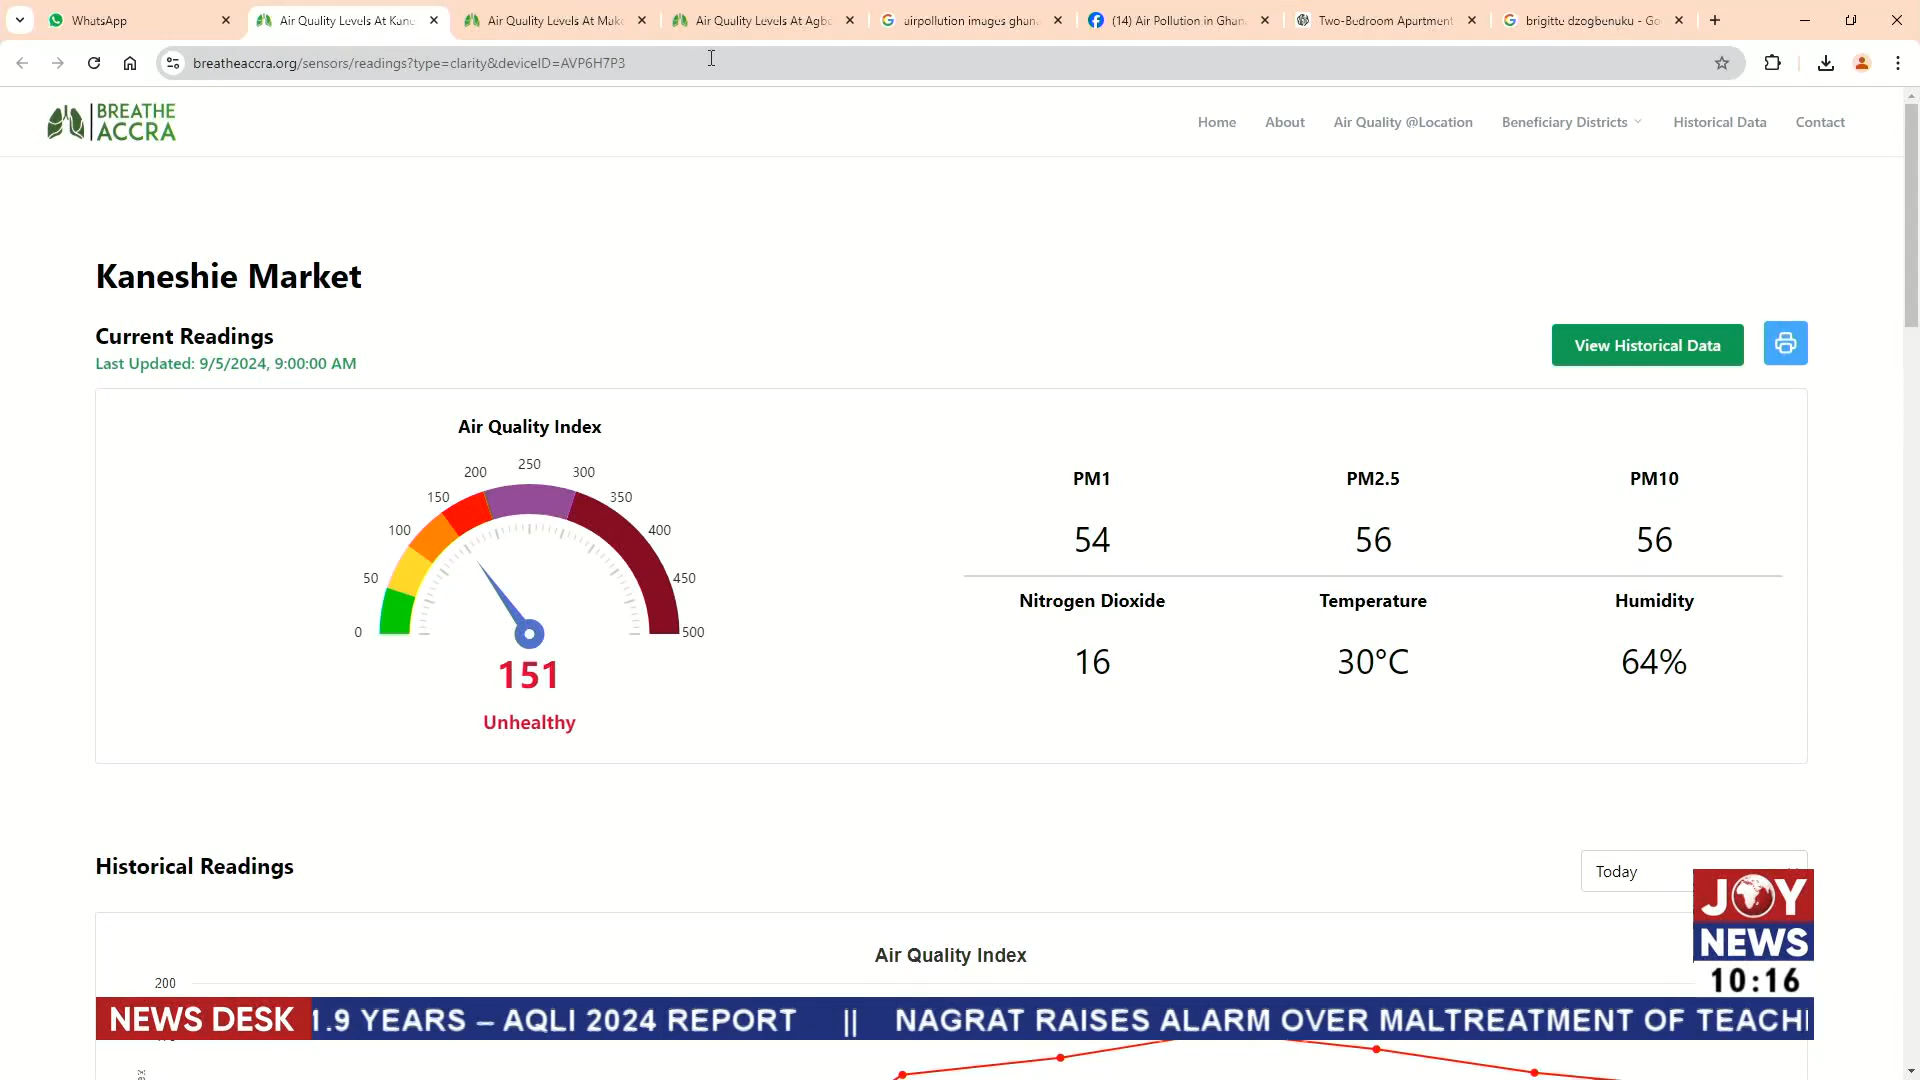 WhatsApp
Air Quality Levels At Kane
Air Quality Levels At Mako
Air Quality Levels At Agbo
airpollution images ghana
(14) Air Pollution in Ghan
Two-Bedroom Apartment
brigitte dzogbenuku - Go
breatheaccra.org/sensors/readings?type=clarity&deviceID=AVP6H7P3
BREATHE
ACCRA
Home
About
Air Quality @Location
Beneficiary Districts
Historical Data
Contact
Kaneshie Market
Current Readings
Last Updated: 9/5/2024, 9:00:00 AM
View Historical Data
Air Quality Index
0
50
100
150
200
250
300
350
400
450
500
151
Unhealthy
PM1
PM2.5
PM10
54
56
56
Nitrogen Dioxide
Temperature
Humidity
16
30°C
64%
Historical Readings
Today
Air Quality Index
200
JOY
NEWS
10:16
NEWS DESK
1.9 YEARS – AQLI 2024 REPORT || NAGRAT RAISES ALARM OVER MALTREATMENT OF TEACH